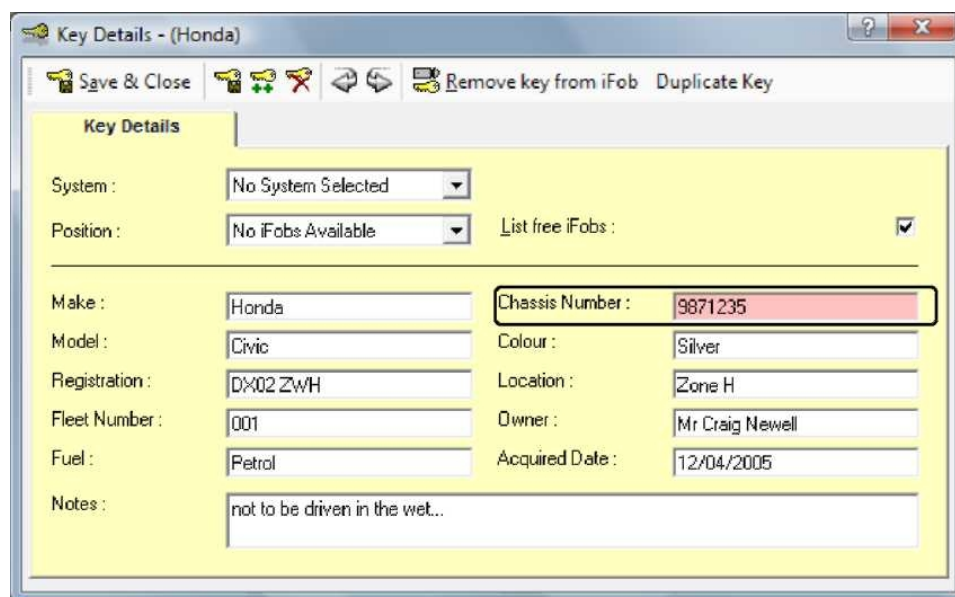 Key Details - (Honda)
Save & Close Remove key from iFob Duplicate Key
Key Details
System : No System Selected
Position : No iFobs Available List free iFobs :
Make : Honda Chassis Number : 9871235
Model : Civic Colour : Silver
Registration : DX02 ZWH Location : Zone H
Fleet Number : 001 Owner : Mr Craig Newell
Fuel : Petrol Acquired Date : 12/04/2005
Notes : not to be driven in the wet...